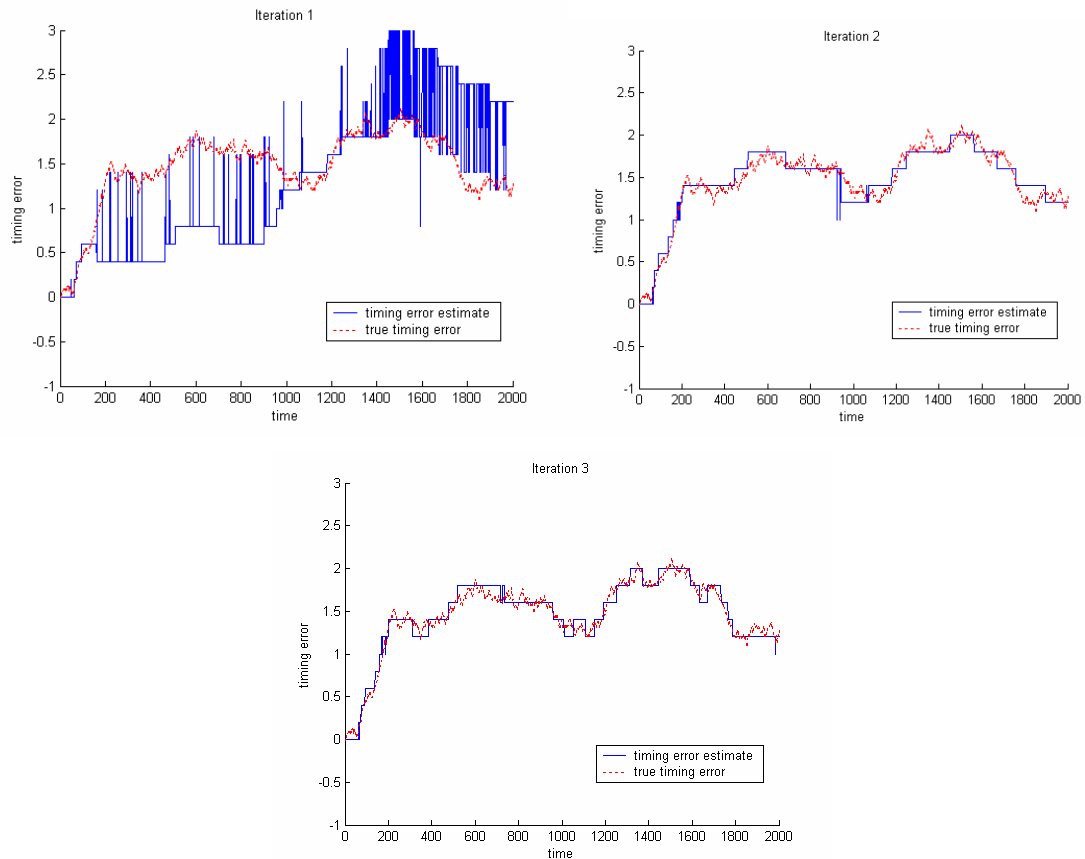 Iteration 1
3
2.5
2
1.5
1
0.5
0
-0.5
-1
timing error
0 200 400 600 800 1000 1200 1400 1600 1800 2000
time
timing error estimate
true timing error
Iteration 2
3
2.5
2
1.5
1
0.5
0
-0.5
-1
timing error
0 200 400 600 800 1000 1200 1400 1600 1800 2000
time
timing error estimate
true timing error
Iteration 3
3
2.5
2
1.5
1
0.5
0
-0.5
-1
timing error
0 200 400 600 800 1000 1200 1400 1600 1800 2000
time
timing error estimate
true timing error